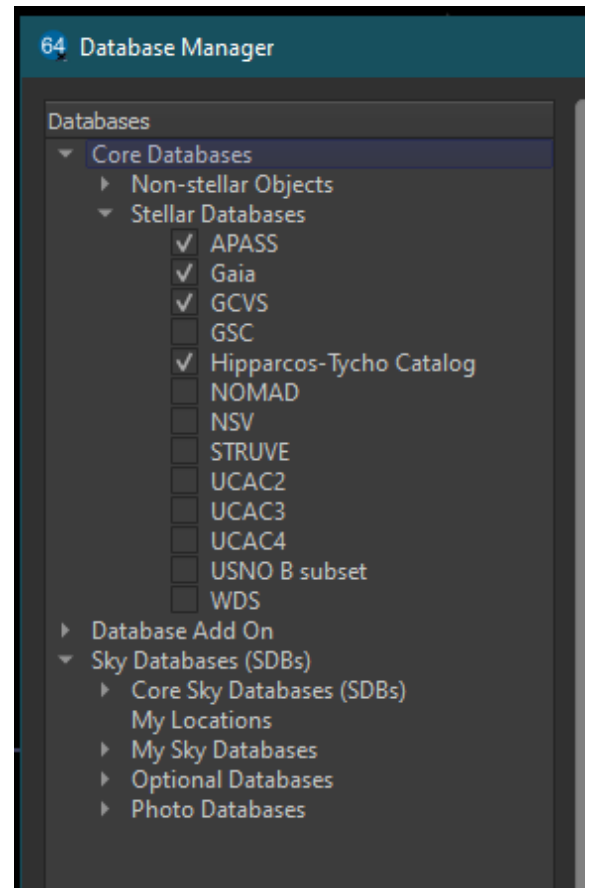 64 Database Manager
Databases
Core Databases
Non-stellar Objects
Stellar Databases
APASS
Gaia
GCVS
GSC
Hipparcos-Tycho Catalog
NOMAD
NSV
STRUVE
UCAC2
UCAC3
UCAC4
USNO B subset
WDS
Database Add On
Sky Databases (SDBs)
Core Sky Databases (SDBs)
My Locations
My Sky Databases
Optional Databases
Photo Databases